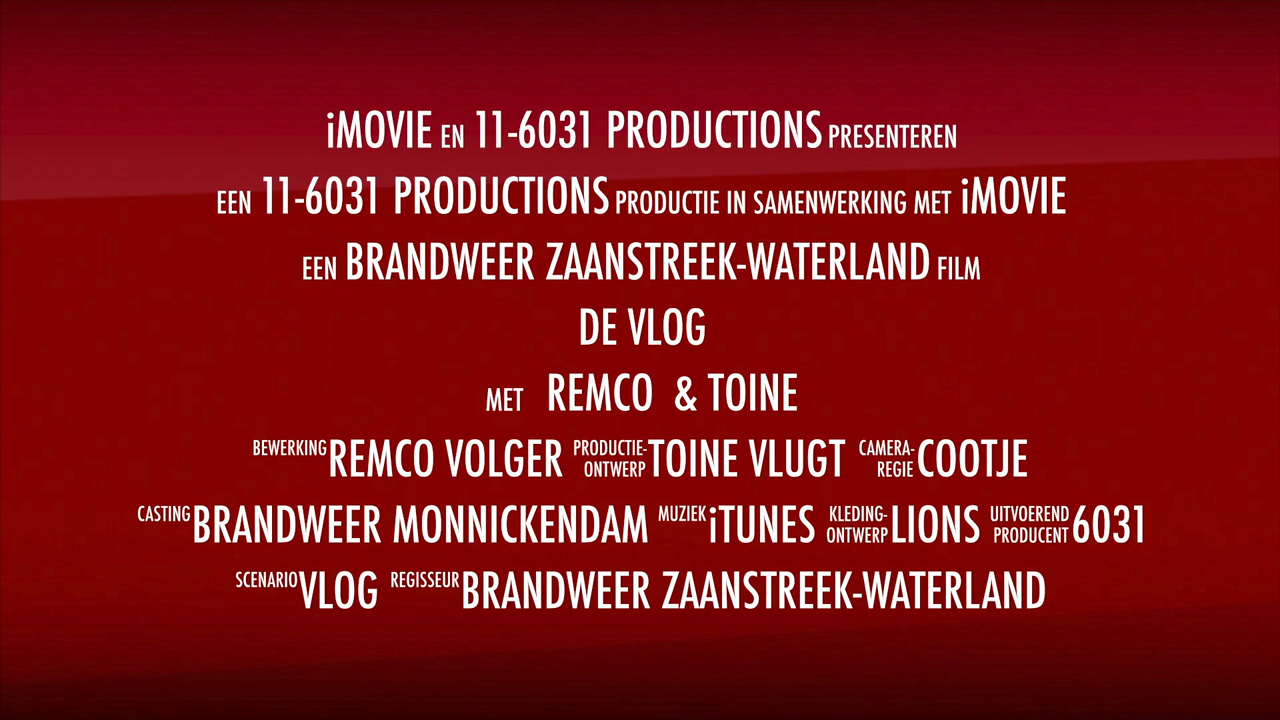 iMOVIE EN 11-6031 PRODUCTIONS PRESENTEREN
EEN 11-6031 PRODUCTIONS PRODUCTIE IN SAMENWERKING MET iMOVIE
EEN BRANDWEER ZAANSTREEK-WATERLAND FILM
DE VLOG
MET REMCO & TOINE
BEWERKING REMCO VOLGER PRODUCTIE-ONTWERP TOINE VLUGT CAMERA-REGIE COOTJE
CASTING BRANDWEER MONNICKENDAM MUZIEK iTUNES KLEDING-ONTWERP LIONS UITVOEREND PRODUCENT 6031
SCENARIO VLOG REGISSEUR BRANDWEER ZAANSTREEK-WATERLAND